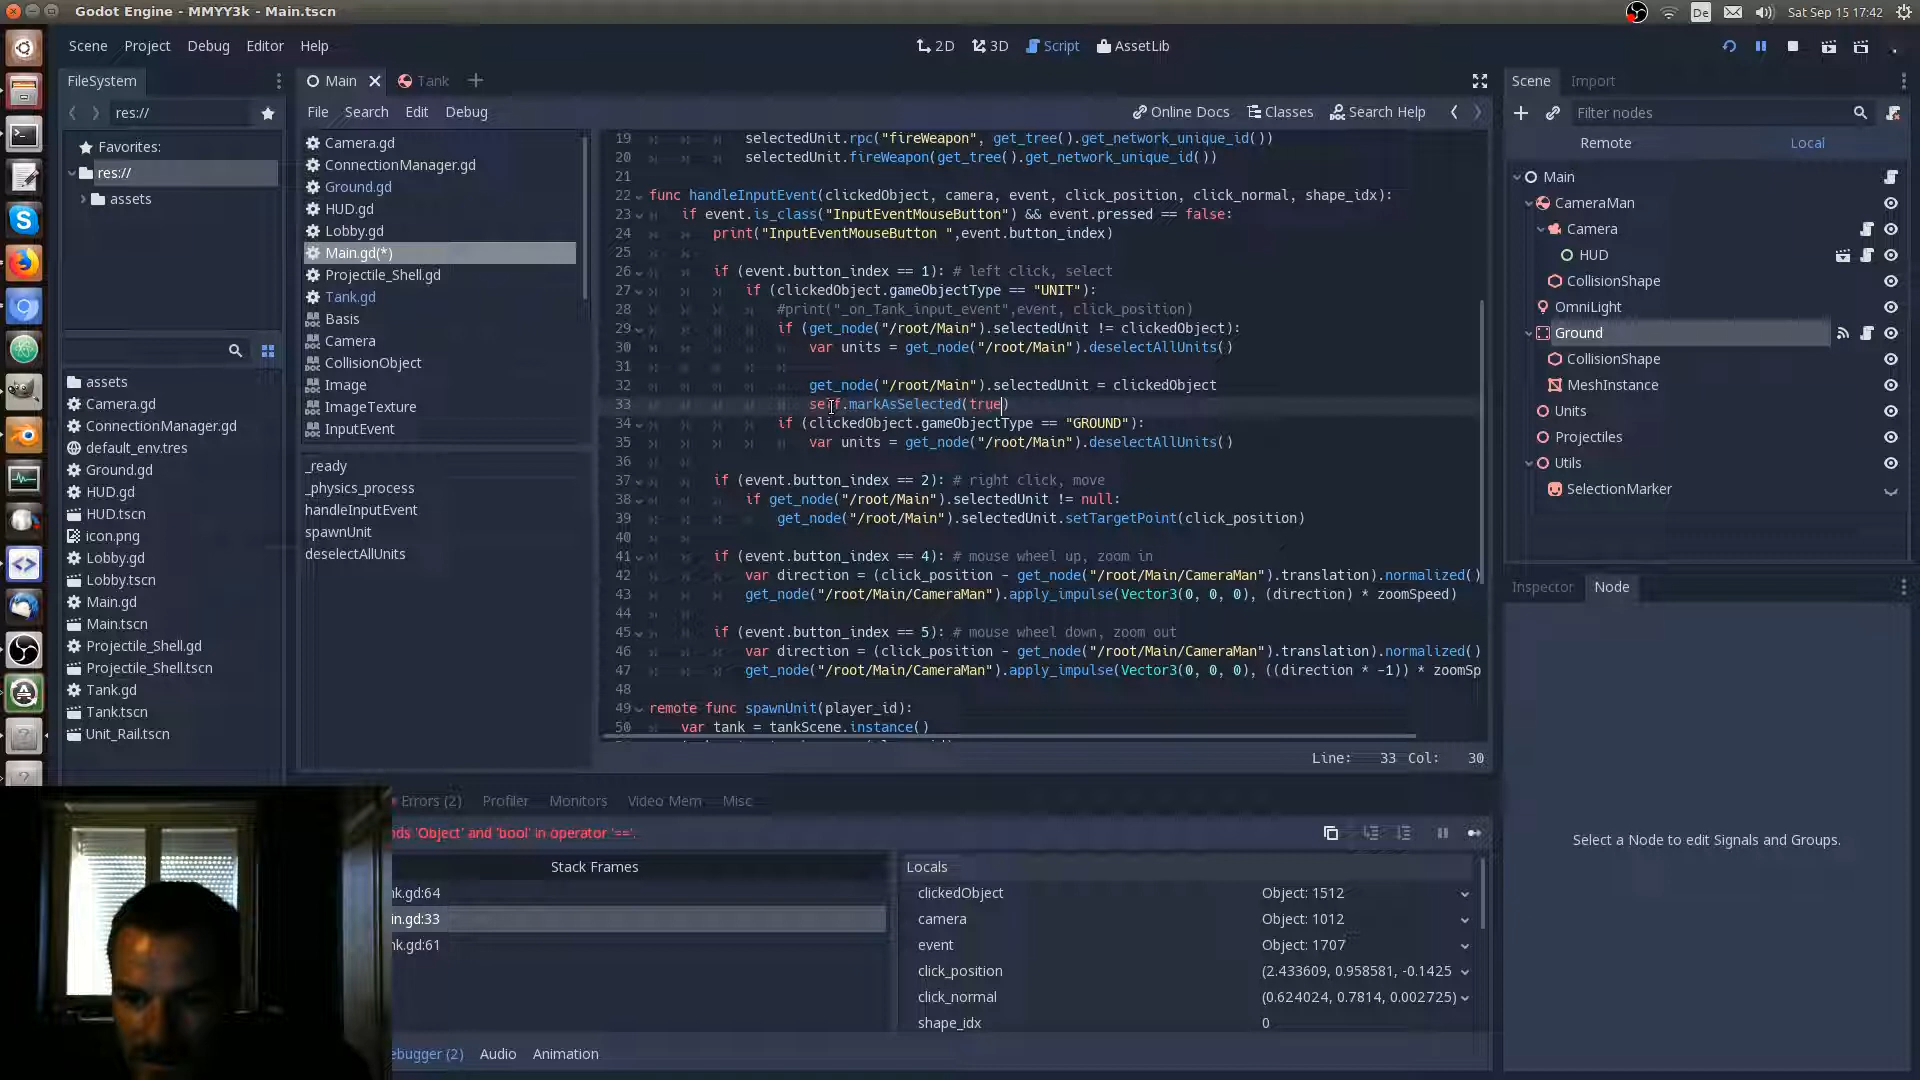 Godot Engine - MMYY3k - Main.tscn
De
Sat Sep 15 17:42
Scene Project Debug Editor Help
2D 3D Script AssetLib
FileSystem
res://
Favorites:
res://
assets
assets
Camera.gd
ConnectionManager.gd
default_env.tres
Ground.gd
HUD.gd
HUD.tscn
icon.png
Lobby.gd
Lobby.tscn
Main.gd
Main.tscn
Projectile_Shell.gd
Projectile_Shell.tscn
Tank.gd
Tank.tscn
Unit_Rail.tscn
Main Tank
File Search Edit Debug
Online Docs Classes Search Help
Camera.gd
ConnectionManager.gd
Ground.gd
HUD.gd
Lobby.gd
Main.gd(*)
Projectile_Shell.gd
Tank.gd
Basis
Camera
CollisionObject
Image
ImageTexture
InputEvent
_ready
_physics_process
handleInputEvent
spawnUnit
deselectAllUnits
19 selectedUnit.rpc("fireWeapon", get_tree().get_network_unique_id())
20 selectedUnit.fireWeapon(get_tree().get_network_unique_id())
21
22 func handleInputEvent(clickedObject, camera, event, click_position, click_normal, shape_idx):
23 if event.is_class("InputEventMouseButton") && event.pressed == false:
24 print("InputEventMouseButton ",event.button_index)
25
26 if (event.button_index == 1): # left click, select
27 if (clickedObject.gameObjectType == "UNIT"):
28 #print("_on_Tank_input_event",event, click_position)
29 if (get_node("/root/Main").selectedUnit != clickedObject):
30 var units = get_node("/root/Main").deselectAllUnits()
31
32 get_node("/root/Main").selectedUnit = clickedObject
33 self.markAsSelected(true)
34 if (clickedObject.gameObjectType == "GROUND"):
35 var units = get_node("/root/Main").deselectAllUnits()
36
37 if (event.button_index == 2): # right click, move
38 if get_node("/root/Main").selectedUnit != null:
39 get_node("/root/Main").selectedUnit.setTargetPoint(click_position)
40
41 if (event.button_index == 4): # mouse wheel up, zoom in
42 var direction = (click_position - get_node("/root/Main/CameraMan").translation).normalized()
43 get_node("/root/Main/CameraMan").apply_impulse(Vector3(0, 0, 0), (direction) * zoomSpeed)
44
45 if (event.button_index == 5): # mouse wheel down, zoom out
46 var direction = (click_position - get_node("/root/Main/CameraMan").translation).normalized()
47 get_node("/root/Main/CameraMan").apply_impulse(Vector3(0, 0, 0), ((direction * -1)) * zoomSp
48
49 remote func spawnUnit(player_id):
50 var tank = tankScene.instance()
Line: 33 Col: 30
Errors (2) Profiler Monitors Video Mem Misc
nds 'Object' and 'bool' in operator '=='.
Stack Frames
nk.gd:64
in.gd:33
nk.gd:61
Locals
clickedObject Object: 1512
camera Object: 1012
event Object: 1707
click_position (2.433609, 0.958581, -0.1425
click_normal (0.624024, 0.7814, 0.002725)
shape_idx 0
ebugger (2) Audio Animation
Scene Import
Filter nodes
Remote Local
Main
CameraMan
Camera
HUD
CollisionShape
OmniLight
Ground
CollisionShape
MeshInstance
Units
Projectiles
Utils
SelectionMarker
Inspector Node
Select a Node to edit Signals and Groups.